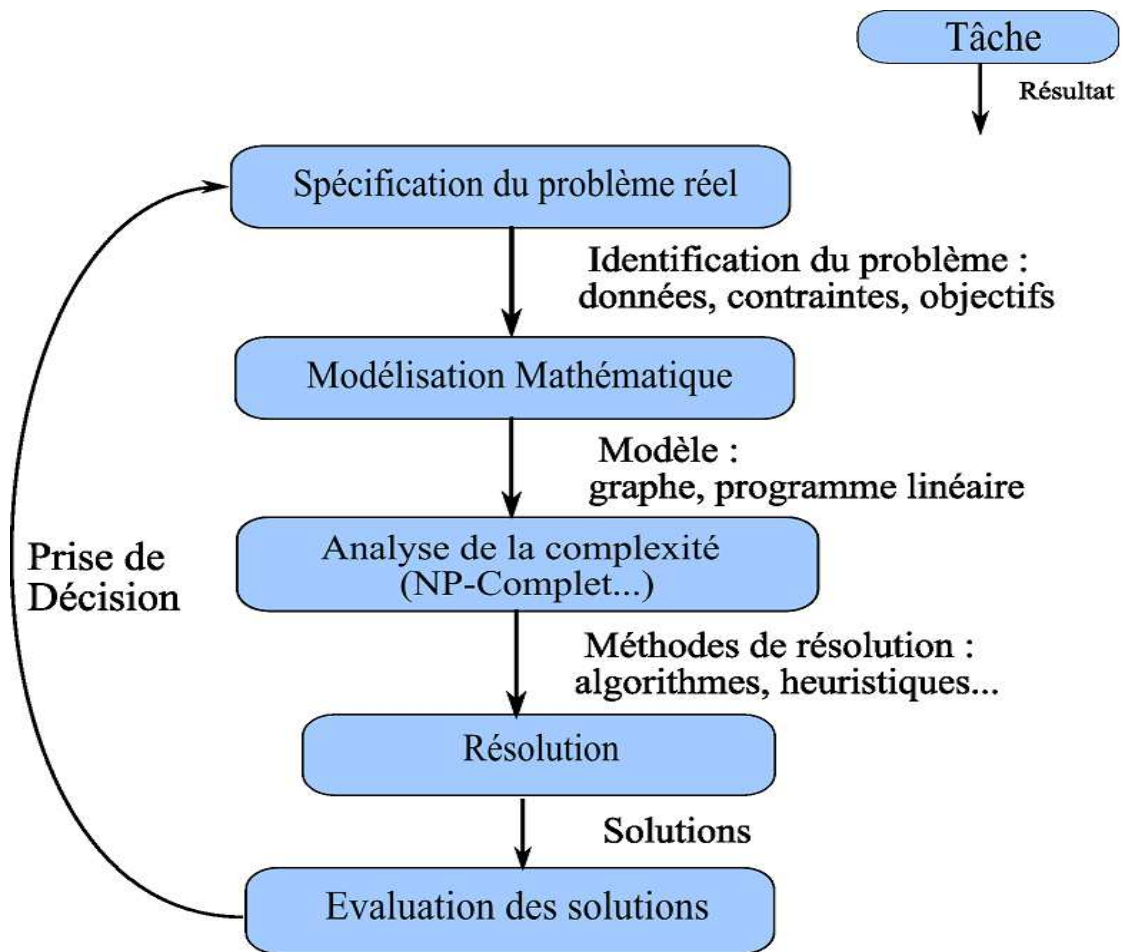 Tâche
Résultat
Spécification du problème réel
Identification du problème :
données, contraintes, objectifs
Modélisation Mathématique
Modèle :
graphe, programme linéaire
Analyse de la complexité
(NP-Complet...)
Prise de
Décision
Méthodes de résolution :
algorithmes, heuristiques...
Résolution
Solutions
Evaluation des solutions